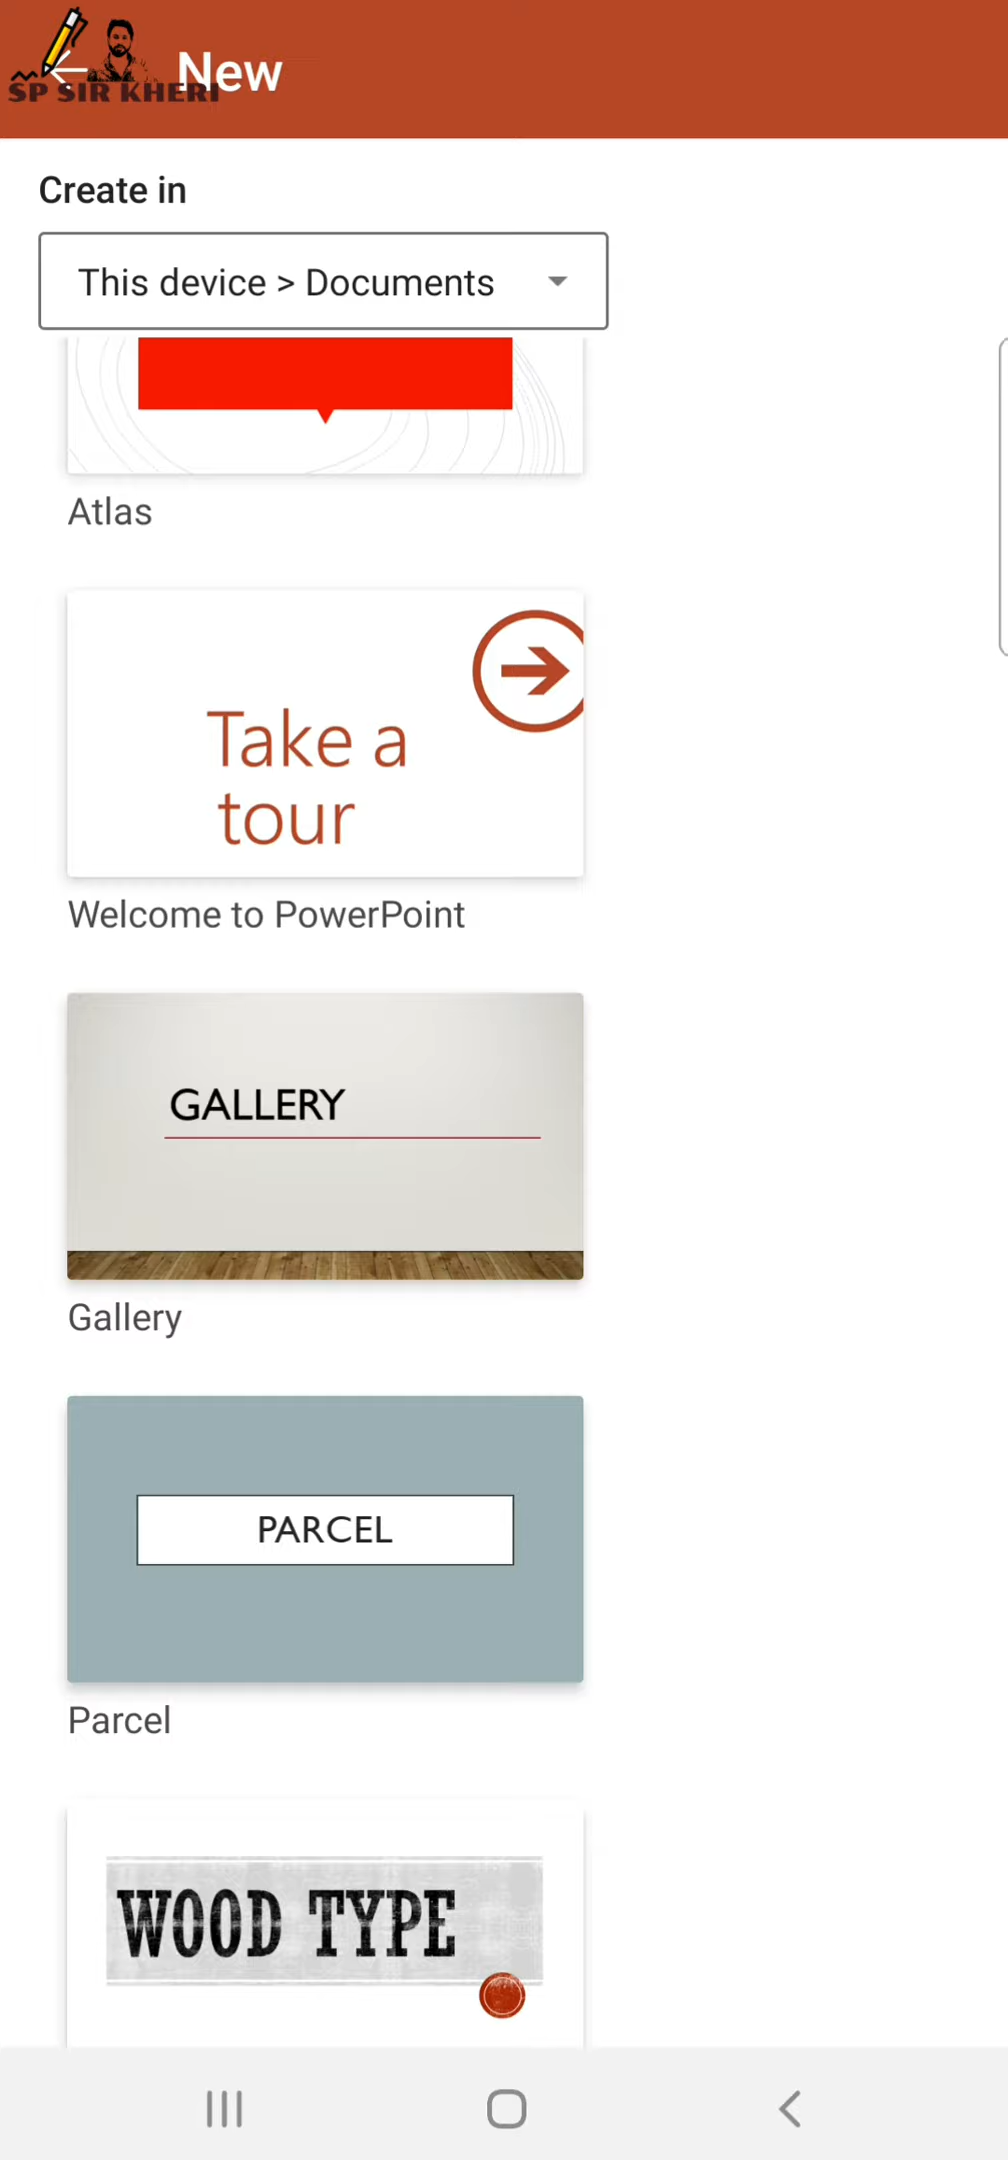 SP SIR KHERI
New
Create in
This device > Documents
Atlas
Take a
tour
Welcome to PowerPoint
GALLERY
Gallery
PARCEL
Parcel
WOOD TYPE